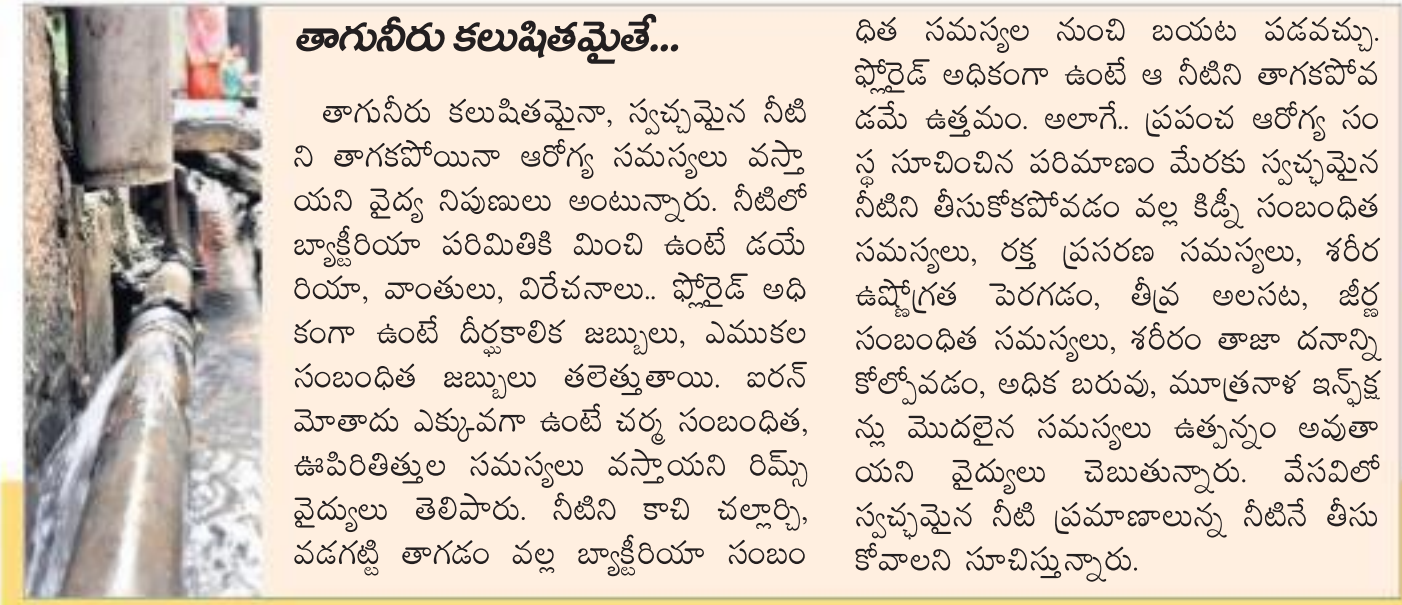 తాగునీరు కలుషితమైతే...
తాగునీరు కలుషితమైనా, స్వచ్చమైన నీటి
ని తాగకపోయినా ఆరోగ్య సమస్యలు వస్తా
యని వైద్య నిపుణులు అంటున్నారు. నీటిలో
బ్యాక్టీరియా పరిమితికి మించి ఉంటే డయే
రియా, వాంతులు, విరేచనాలు.. ఫ్లోరైడ్ అధి
కంగా ఉంటే దీర్ఘకాలిక జబ్బులు, ఎముకల
సంబంధిత జబ్బులు తలెత్తుతాయి. ఐరన్
మోతాదు ఎక్కువగా ఉంటే చర్మ సంబంధిత,
ఊపిరితిత్తుల సమస్యలు వస్తాయని రిమ్స్
వైద్యులు తెలిపారు. నీటిని కాచి చల్లార్చి,
వడగట్టి తాగడం వల్ల బ్యాక్టీరియా సంబం
ధిత సమస్యల నుంచి బయట పడవచ్చు.
ఫ్లోరైడ్ అధికంగా ఉంటే ఆ నీటిని తాగకపోవ
డమే ఉత్తమం. అలాగే.. ప్రపంచ ఆరోగ్య సం
స్థ సూచించిన పరిమాణం మేరకు స్వచ్ఛమైన
నీటిని తీసుకోకపోవడం వల్ల కిడ్నీ సంబంధిత
సమస్యలు, రక్త ప్రసరణ సమస్యలు, శరీర
ఉష్ణోగ్రత పెరగడం, తీవ్ర అలసట, జీర్ణ
సంబంధిత సమస్యలు, శరీరం తాజా దనాన్ని
కోల్పోవడం, అధిక బరువు, మూత్రనాళ ఇన్ఫ్‌క్ష
న్లు మొదలైన సమస్యలు ఉత్పన్నం అవుతా
యని వైద్యులు చెబుతున్నారు. వేసవిలో
స్వచ్ఛమైన నీటి ప్రమాణాలున్న నీటినే తీసు
కోవాలని సూచిస్తున్నారు.